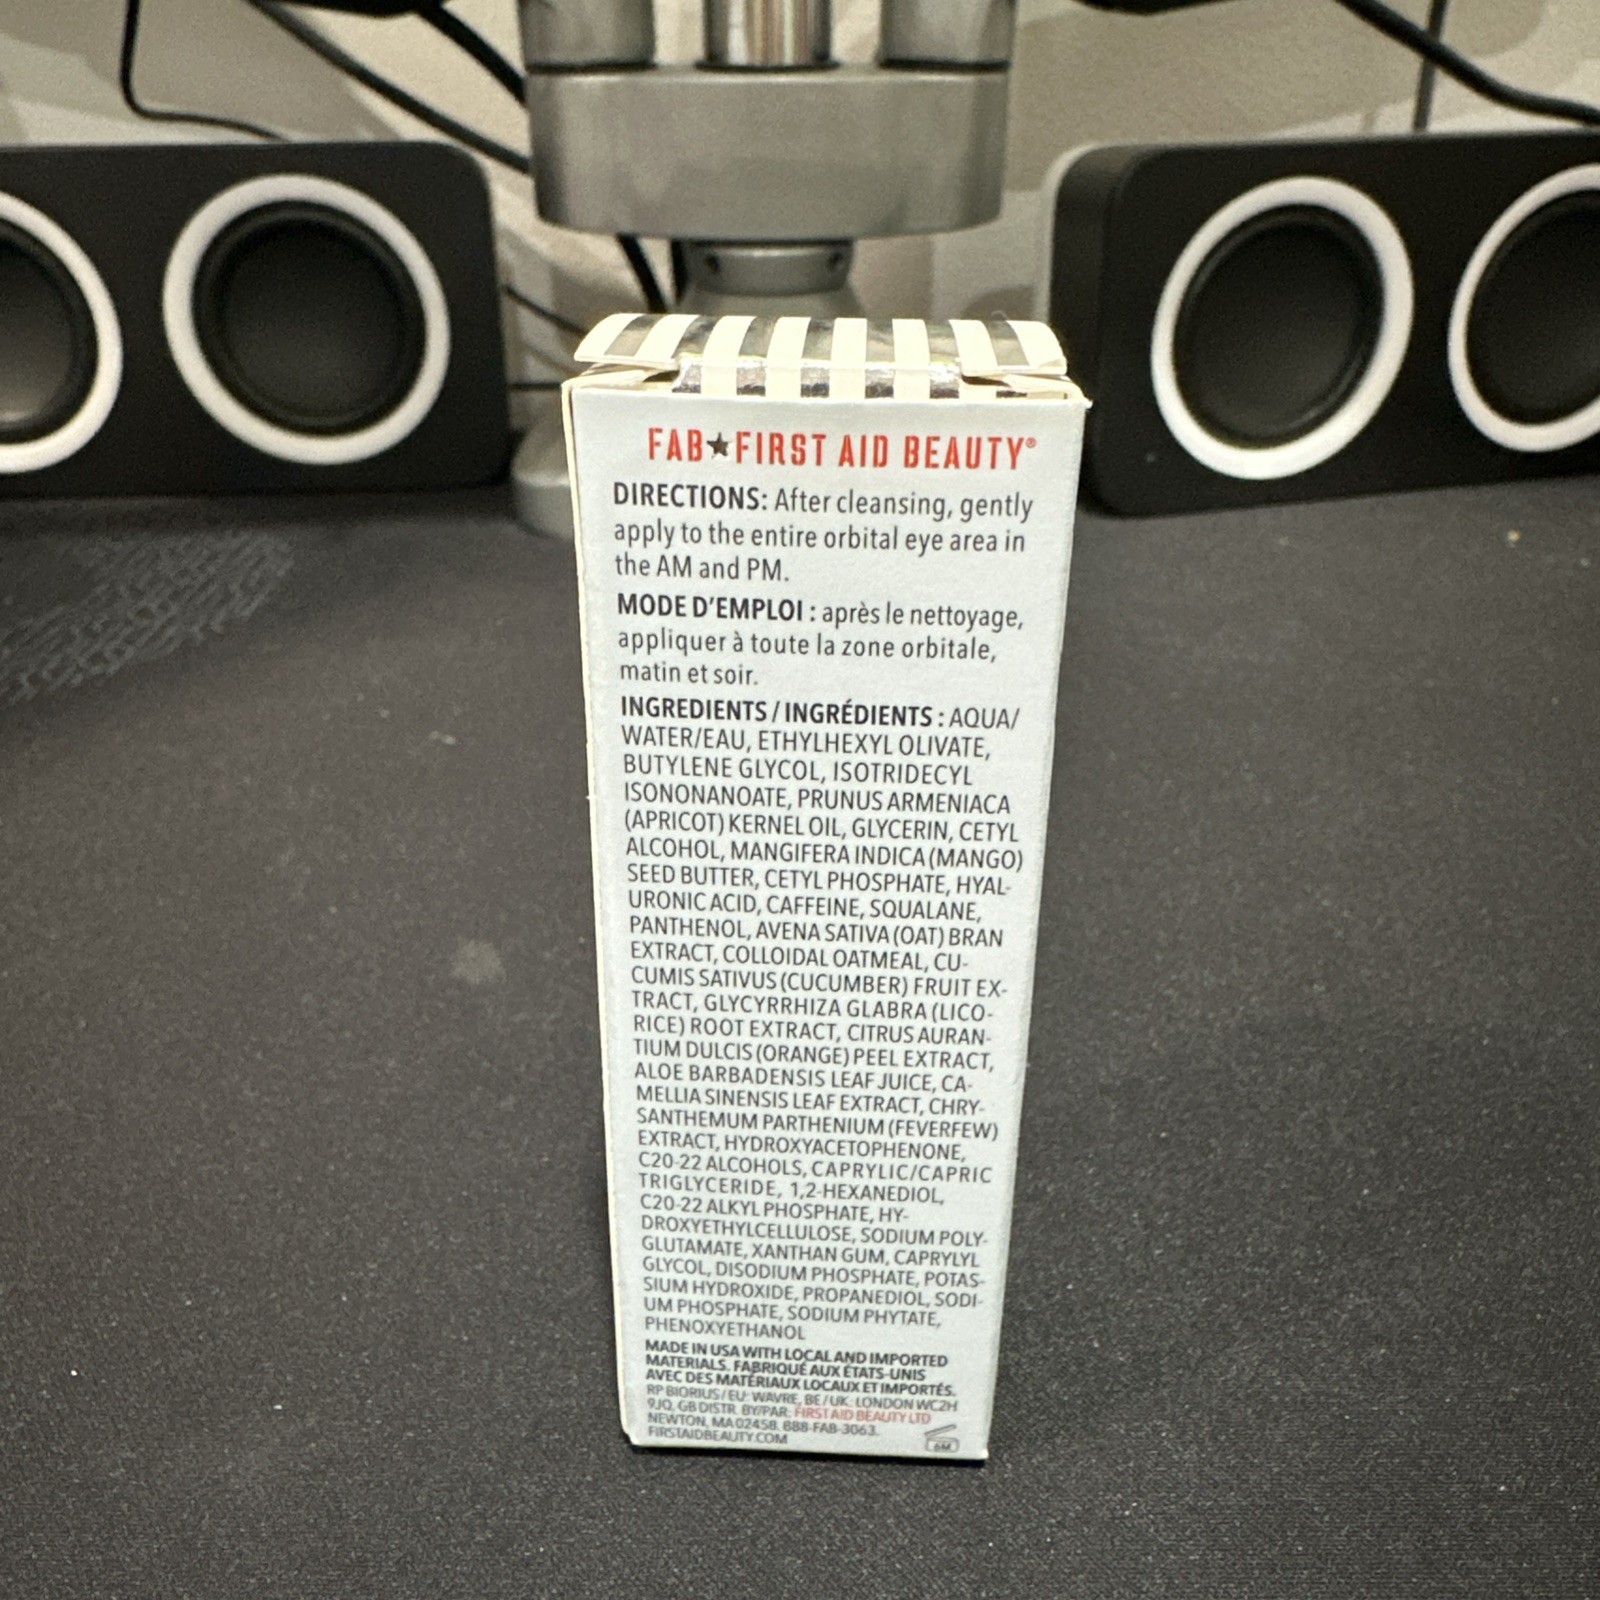 FAB★FIRST AID BEAUTY®
DIRECTIONS: After cleansing, gently
apply to the entire orbital eye area in
the AM and PM.
MODE D'EMPLOI : après le nettoyage,
appliquer à toute la zone orbitale,
matin et soir.
INGREDIENTS / INGRÉDIENTS : AQUA/
WATER/EAU, ETHYLHEXYL OLIVATE,
BUTYLENE GLYCOL, ISOTRIDECYL
ISONONANOATE, PRUNUS ARMENIACA
(APRICOT) KERNEL OIL, GLYCERIN, CETYL
ALCOHOL, MANGIFERA INDICA (MANGO)
SEED BUTTER, CETYL PHOSPHATE, HYAL-
URONIC ACID, CAFFEINE, SQUALANE,
PANTHENOL, AVENA SATIVA (OAT) BRAN
EXTRACT, COLLOIDAL OATMEAL, CU-
CUMIS SATIVUS (CUCUMBER) FRUIT EX-
TRACT, GLYCYRRHIZA GLABRA (LICO-
RICE) ROOT EXTRACT, CITRUS AURAN-
TIUM DULCIS (ORANGE) PEEL EXTRACT,
ALOE BARBADENSIS LEAF JUICE, CA-
MELLIA SINENSIS LEAF EXTRACT, CHRY-
SANTHEMUM PARTHENIUM (FEVERFEW)
EXTRACT, HYDROXYACETOPHENONE,
C20-22 ALCOHOLS, CAPRYLIC/CAPRIC
TRIGLYCERIDE, 1,2-HEXANEDIOL,
C20-22 ALKYL PHOSPHATE, HY-
DROXYETHYLCELLULOSE, SODIUM POLY-
GLUTAMATE, XANTHAN GUM, CAPRYLYL
GLYCOL, DISODIUM PHOSPHATE, POTAS-
SIUM HYDROXIDE, PROPANEDIOL, SODI-
UM PHOSPHATE, SODIUM PHYTATE,
PHENOXYETHANOL
MADE IN USA WITH LOCAL AND IMPORTED
MATERIALS. FABRIQUÉ AUX ÉTATS-UNIS
AVEC DES MATÉRIAUX LOCAUX ET IMPORTÉS.
RP BIORIUS / EU: WAVRE, BE / UK: LONDON WC2H
9JQ, GB DISTR. BY/PAR: FIRST AID BEAUTY LTD
NEWTON, MA 02458. 888-FAB-3063.
FIRSTAIDBEAUTY.COM
6M